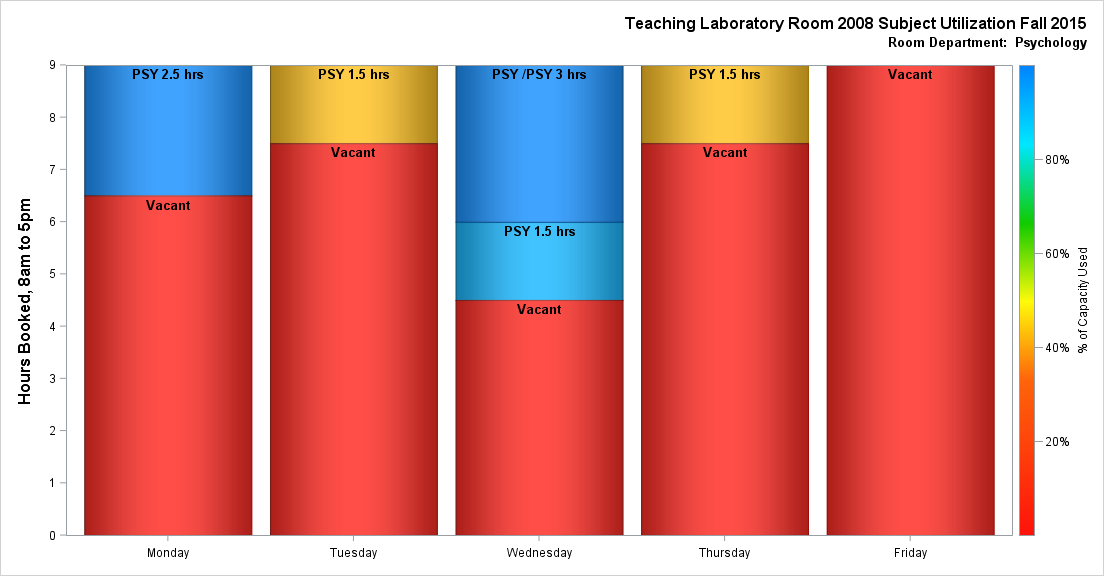 Teaching Laboratory Room 2008 Subject Utilization Fall 2015
Room Department:  Psychology
Hours Booked, 8am to 5pm
9
8
7
6
5
4
3
2
1
0
PSY 2.5 hrs
Vacant
PSY 1.5 hrs
Vacant
PSY /PSY 3 hrs
PSY 1.5 hrs
Vacant
PSY 1.5 hrs
Vacant
Vacant
Monday
Tuesday
Wednesday
Thursday
Friday
80%
60%
40%
20%
% of Capacity Used